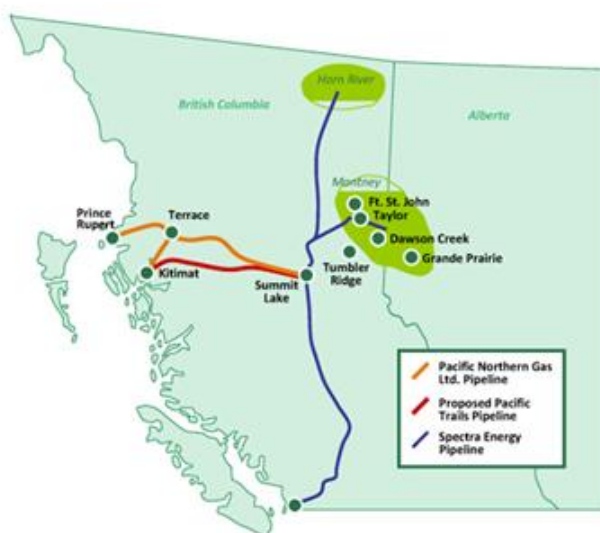 Horn River
British Columbia
Alberta
Montney
Ft. St. John
Taylor
Prince
Rupert
Terrace
Dawson Creek
Grande Prairie
Kitimat
Summit
Lake
Tumbler
Ridge
Pacific Northern Gas
Ltd. Pipeline
Proposed Pacific
Trails Pipeline
Spectra Energy
Pipeline